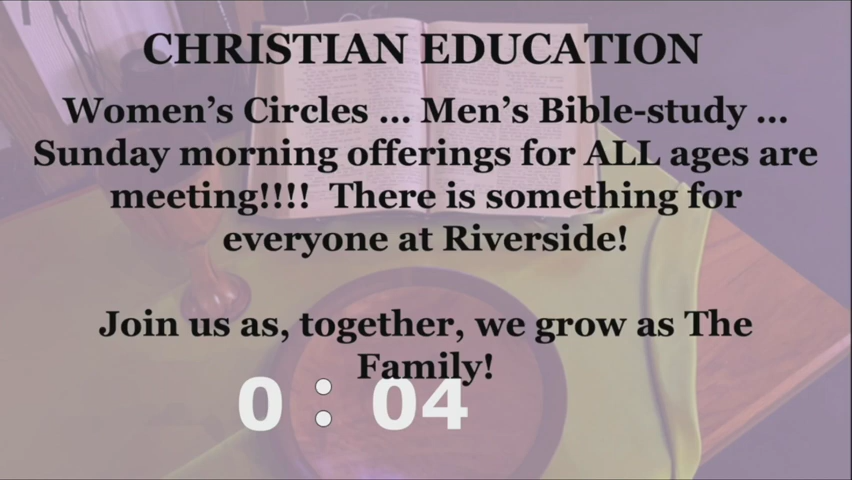 CHRISTIAN EDUCATION
Women’s Circles ... Men’s Bible-study ...
Sunday morning offerings for ALL ages are
meeting!!!! There is something for
everyone at Riverside!
Join us as, together, we grow as The
Family!
0 : 04